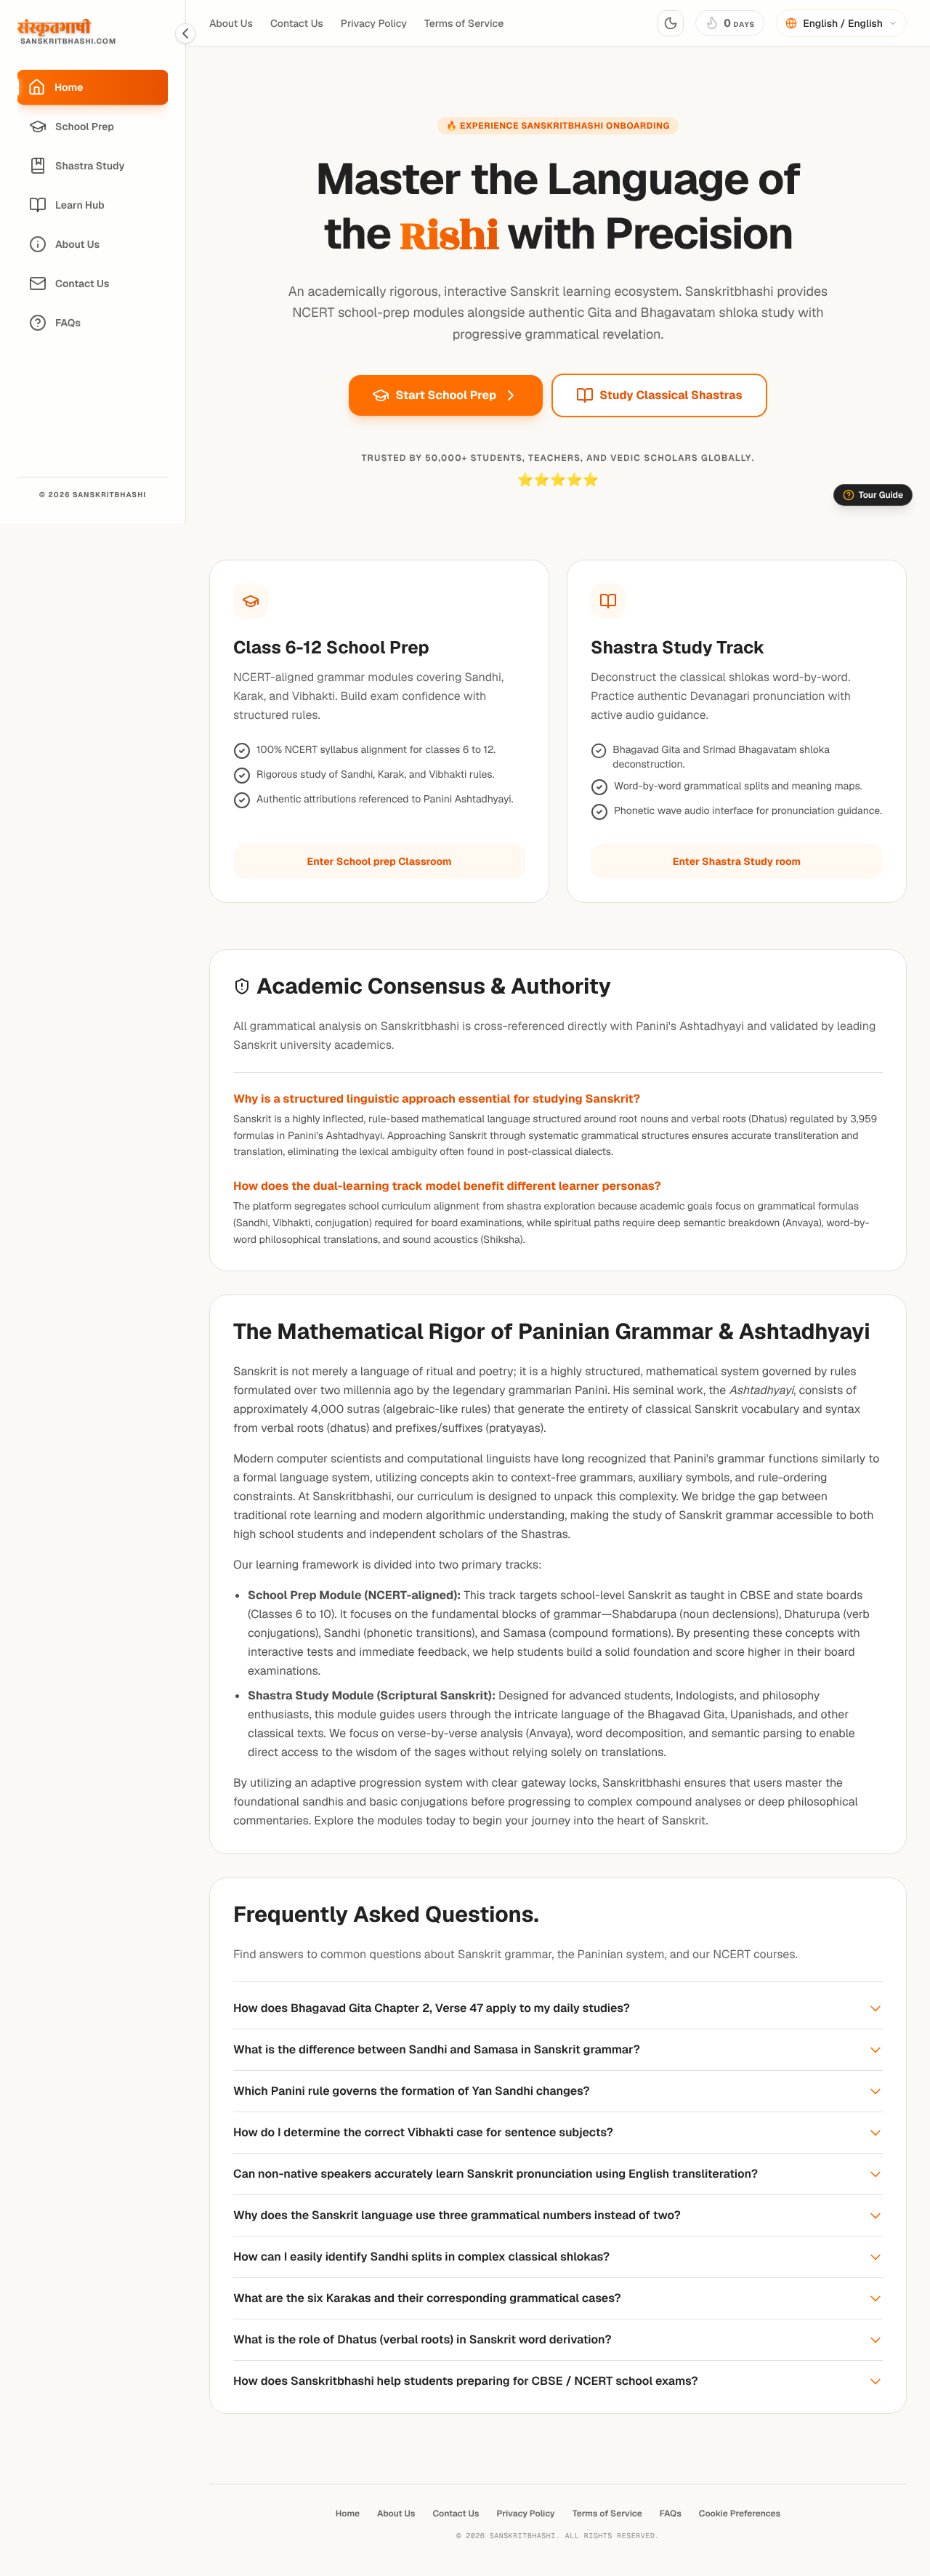 संस्कृतभाषी
SANSKRITBHASHI.COM
Home
School Prep
Shastra Study
Learn Hub
About Us
Contact Us
FAQs
© 2026 SANSKRITBHASHI
About Us
Contact Us
Privacy Policy
Terms of Service
0 DAYS
English / English
🔥 EXPERIENCE SANSKRITBHASHI ONBOARDING
Master the Language of
the Rishi with Precision
An academically rigorous, interactive Sanskrit learning ecosystem. Sanskritbhashi provides
NCERT school-prep modules alongside authentic Gita and Bhagavatam shloka study with
progressive grammatical revelation.
Start School Prep
Study Classical Shastras
TRUSTED BY 50,000+ STUDENTS, TEACHERS, AND VEDIC SCHOLARS GLOBALLY.
⭐⭐⭐⭐⭐
Tour Guide
Class 6-12 School Prep
NCERT-aligned grammar modules covering Sandhi,
Karak, and Vibhakti. Build exam confidence with
structured rules.
100% NCERT syllabus alignment for classes 6 to 12.
Rigorous study of Sandhi, Karak, and Vibhakti rules.
Authentic attributions referenced to Panini Ashtadhyayi.
Enter School prep Classroom
Shastra Study Track
Deconstruct the classical shlokas word-by-word.
Practice authentic Devanagari pronunciation with
active audio guidance.
Bhagavad Gita and Srimad Bhagavatam shloka
deconstruction.
Word-by-word grammatical splits and meaning maps.
Phonetic wave audio interface for pronunciation guidance.
Enter Shastra Study room
Academic Consensus & Authority
All grammatical analysis on Sanskritbhashi is cross-referenced directly with Panini's Ashtadhyayi and validated by leading
Sanskrit university academics.
Why is a structured linguistic approach essential for studying Sanskrit?
Sanskrit is a highly inflected, rule-based mathematical language structured around root nouns and verbal roots (Dhatus) regulated by 3,959
formulas in Panini's Ashtadhyayi. Approaching Sanskrit through systematic grammatical structures ensures accurate transliteration and
translation, eliminating the lexical ambiguity often found in post-classical dialects.
How does the dual-learning track model benefit different learner personas?
The platform segregates school curriculum alignment from shastra exploration because academic goals focus on grammatical formulas
(Sandhi, Vibhakti, conjugation) required for board examinations, while spiritual paths require deep semantic breakdown (Anvaya), word-by-
word philosophical translations, and sound acoustics (Shiksha).
The Mathematical Rigor of Paninian Grammar & Ashtadhyayi
Sanskrit is not merely a language of ritual and poetry; it is a highly structured, mathematical system governed by rules
formulated over two millennia ago by the legendary grammarian Panini. His seminal work, the Ashtadhyayi, consists of
approximately 4,000 sutras (algebraic-like rules) that generate the entirety of classical Sanskrit vocabulary and syntax
from verbal roots (dhatus) and prefixes/suffixes (pratyayas).
Modern computer scientists and computational linguists have long recognized that Panini's grammar functions similarly to
a formal language system, utilizing concepts akin to context-free grammars, auxiliary symbols, and rule-ordering
constraints. At Sanskritbhashi, our curriculum is designed to unpack this complexity. We bridge the gap between
traditional rote learning and modern algorithmic understanding, making the study of Sanskrit grammar accessible to both
high school students and independent scholars of the Shastras.
Our learning framework is divided into two primary tracks:
• School Prep Module (NCERT-aligned): This track targets school-level Sanskrit as taught in CBSE and state boards
(Classes 6 to 10). It focuses on the fundamental blocks of grammar—Shabdarupa (noun declensions), Dhaturupa (verb
conjugations), Sandhi (phonetic transitions), and Samasa (compound formations). By presenting these concepts with
interactive tests and immediate feedback, we help students build a solid foundation and score higher in their board
examinations.
• Shastra Study Module (Scriptural Sanskrit): Designed for advanced students, Indologists, and philosophy
enthusiasts, this module guides users through the intricate language of the Bhagavad Gita, Upanishads, and other
classical texts. We focus on verse-by-verse analysis (Anvaya), word decomposition, and semantic parsing to enable
direct access to the wisdom of the sages without relying solely on translations.
By utilizing an adaptive progression system with clear gateway locks, Sanskritbhashi ensures that users master the
foundational sandhis and basic conjugations before progressing to complex compound analyses or deep philosophical
commentaries. Explore the modules today to begin your journey into the heart of Sanskrit.
Frequently Asked Questions.
Find answers to common questions about Sanskrit grammar, the Paninian system, and our NCERT courses.
How does Bhagavad Gita Chapter 2, Verse 47 apply to my daily studies?
What is the difference between Sandhi and Samasa in Sanskrit grammar?
Which Panini rule governs the formation of Yan Sandhi changes?
How do I determine the correct Vibhakti case for sentence subjects?
Can non-native speakers accurately learn Sanskrit pronunciation using English transliteration?
Why does the Sanskrit language use three grammatical numbers instead of two?
How can I easily identify Sandhi splits in complex classical shlokas?
What are the six Karakas and their corresponding grammatical cases?
What is the role of Dhatus (verbal roots) in Sanskrit word derivation?
How does Sanskritbhashi help students preparing for CBSE / NCERT school exams?
Home
About Us
Contact Us
Privacy Policy
Terms of Service
FAQs
Cookie Preferences
© 2026 SANSKRITBHASHI. ALL RIGHTS RESERVED.